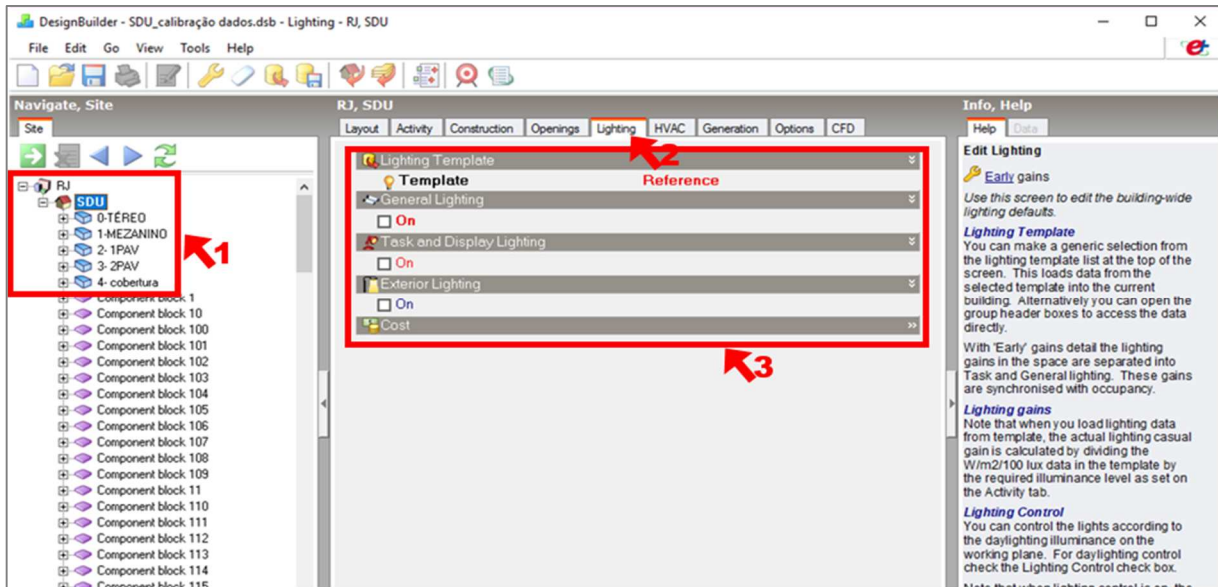 DesignBuilder - SDU_calibração dados.dsb - Lighting - RJ, SDU
File Edit Go View Tools Help
Navigate, Site
Site
RJ
SDU
0-TÉREO
1-MEZANINO
2- 1PAV
3- 2PAV
4- cobertura
Component block 1
Component block 10
Component block 100
Component block 101
Component block 102
Component block 103
Component block 104
Component block 105
Component block 106
Component block 107
Component block 108
Component block 109
Component block 11
Component block 110
Component block 111
Component block 112
Component block 113
Component block 114
Component block 115
1
RJ, SDU
Layout Activity Construction Openings Lighting HVAC Generation Options CFD
2
Lighting Template
Template Reference
General Lighting
On
Task and Display Lighting
On
Exterior Lighting
On
Cost
3
Info, Help
Help Data
Edit Lighting
Early gains
Use this screen to edit the building-wide
lighting defaults.
Lighting Template
You can make a generic selection from
the lighting template list at the top of the
screen. This loads data from the
selected template into the current
building. Alternatively you can open the
group header boxes to access the data
directly.
With 'Early' gains detail the lighting
gains in the space are separated into
Task and General lighting. These gains
are synchronised with occupancy.
Lighting gains
Note that when you load lighting data
from template, the actual lighting casual
gain is calculated by dividing the
W/m2/100 lux data in the template by
the required illuminance level as set on
the Activity tab.
Lighting Control
You can control the lights according to
the daylighting illuminance on the
working plane. For daylighting control
check the Lighting Control check box.
Note that when lighting control is on, the